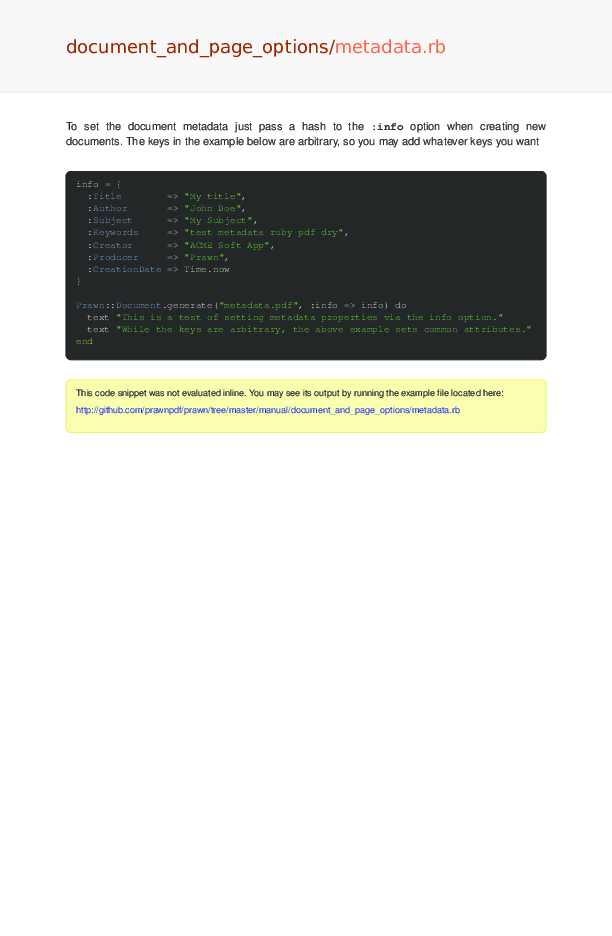 document_and_page_options/metadata.rb
To set the document metadata just pass a hash to the :info option when creating new
documents. The keys in the example below are arbitrary, so you may add whatever keys you want
info = {
  :Title        => "My title",
  :Author       => "John Doe",
  :Subject      => "My Subject",
  :Keywords     => "test metadata ruby pdf dry",
  :Creator      => "ACME Soft App",
  :Producer     => "Prawn",
  :CreationDate => Time.now
}
Prawn::Document.generate("metadata.pdf", :info => info) do
  text "This is a test of setting metadata properties via the info option."
  text "While the keys are arbitrary, the above example sets common attributes."
end
This code snippet was not evaluated inline. You may see its output by running the example file located here:
http://github.com/prawnpdf/prawn/tree/master/manual/document_and_page_options/metadata.rb